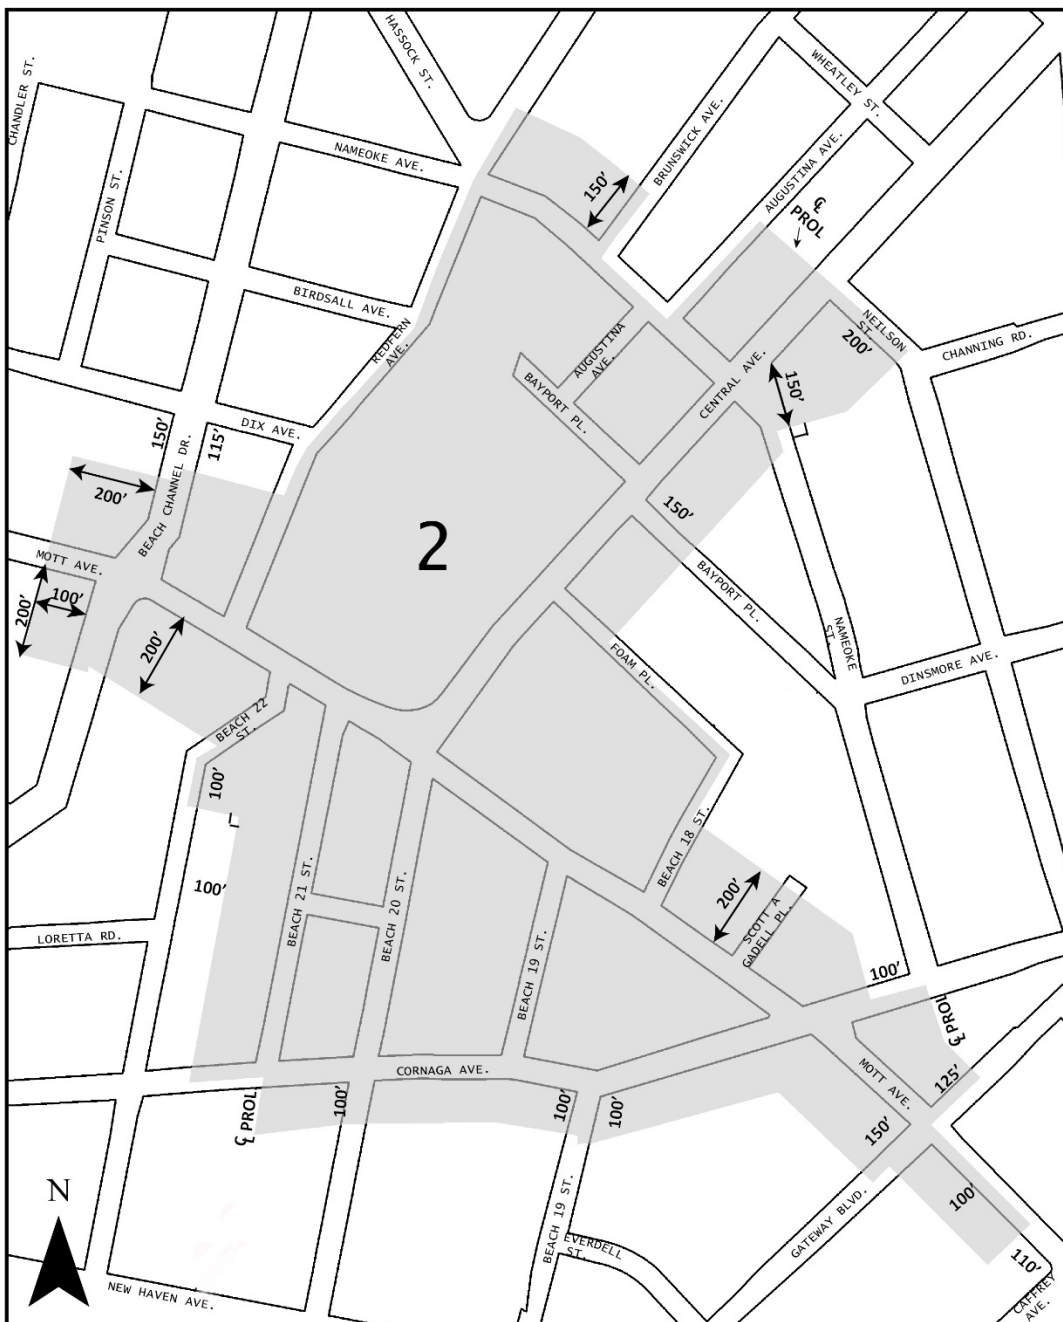 CHANDLER ST.
HASSOCK ST.
WHEATLEY ST.
NAMEOKE AVE.
BRUNSWICK AVE.
AUGUSTINA AVE.
PINSON ST.
150'
℄
PROL
BIRDSALL AVE.
REDFERN
AVE.
NEILSON
ST.
200'
CHANNING RD.
AUGUSTINA
AVE.
BAYPORT PL.
CENTRAL AVE.
150'
DIX AVE.
150'
115'
BEACH CHANNEL DR.
200'
2
150'
MOTT AVE.
100'
200'
200'
BAYPORT PL.
NAMEOKE
ST.
FOAM PL.
DINSMORE AVE.
BEACH 22
ST.
100'
BEACH 18 ST.
100'
BEACH 21 ST.
BEACH 20 ST.
200'
SCOTT A
GADELL PL.
LORETTA RD.
BEACH 19 ST.
100'
℄ PROL
CORNAGA AVE.
MOTT AVE.
125'
100'
100'
100'
℄ PROL
150'
N
BEACH 19 ST.
GATEWAY BLVD.
100'
EVERDELL
ST.
110'
NEW HAVEN AVE.
CAFFREY
AVE.